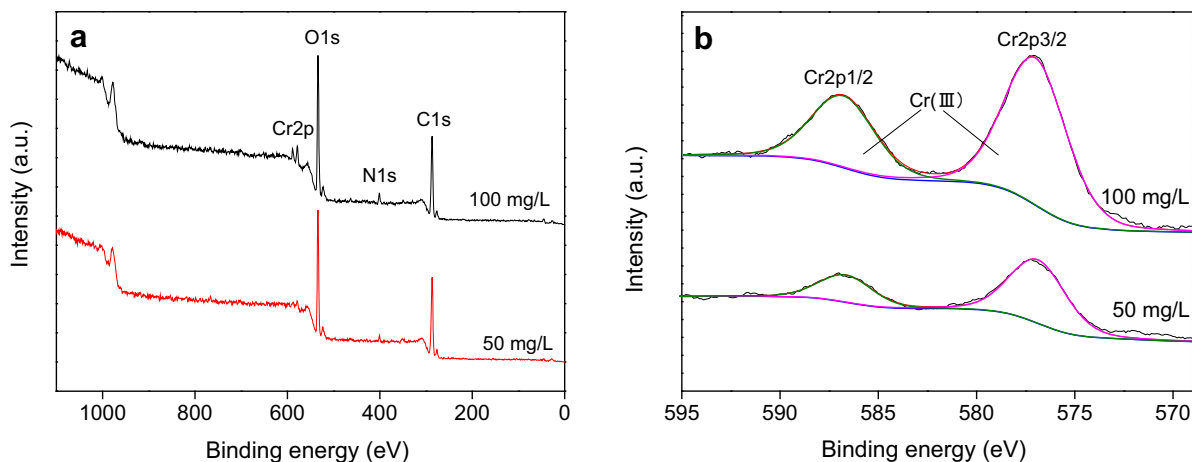 a
O1s
Cr2p
C1s
N1s
100 mg/L
50 mg/L
Intensity (a.u.)
1000 800 600 400 200 0
Binding energy (eV)
b
Cr2p3/2
Cr2p1/2
Cr(Ⅲ)
100 mg/L
50 mg/L
Intensity (a.u.)
595 590 585 580 575 570
Binding energy (eV)